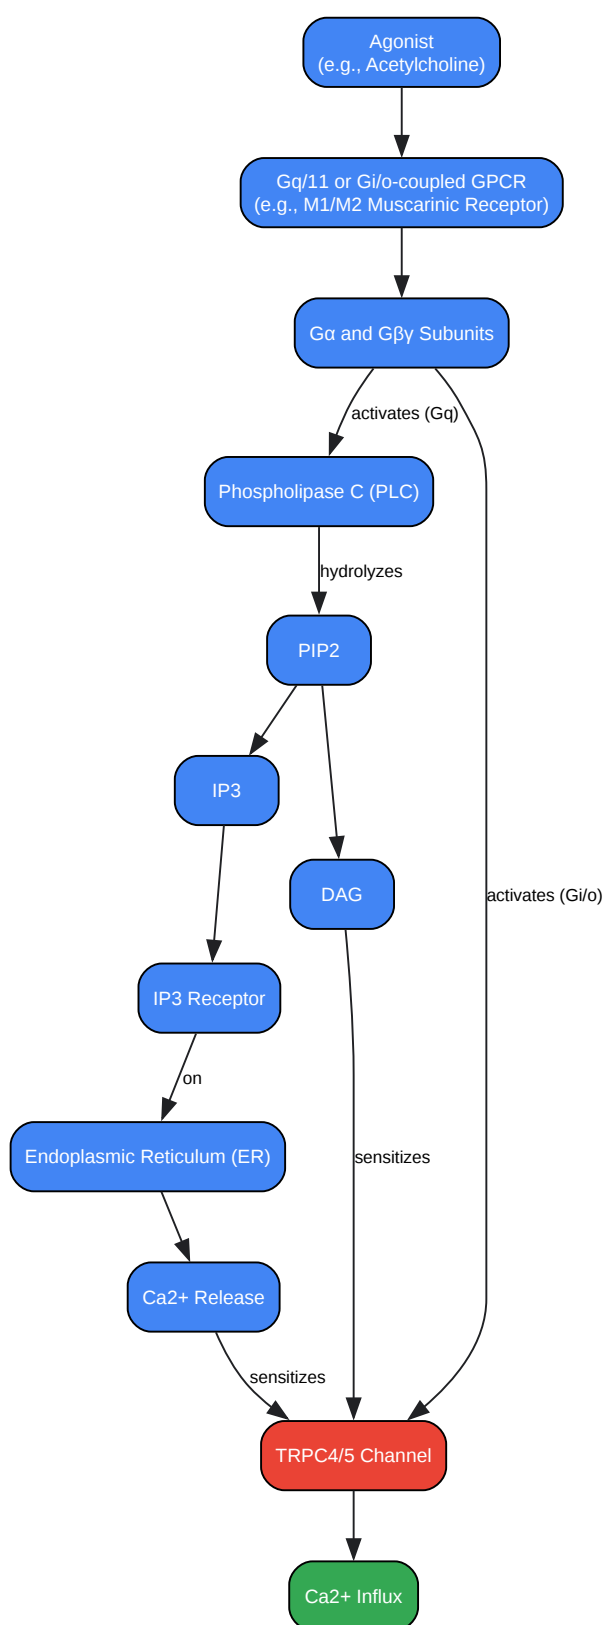 Agonist
(e.g., Acetylcholine)
Gq/11 or Gi/o-coupled GPCR
(e.g., M1/M2 Muscarinic Receptor)
Gα and Gβγ Subunits
activates (Gq)
Phospholipase C (PLC)
hydrolyzes
PIP2
IP3
DAG
activates (Gi/o)
IP3 Receptor
on
Endoplasmic Reticulum (ER)
sensitizes
Ca2+ Release
sensitizes
TRPC4/5 Channel
Ca2+ Influx